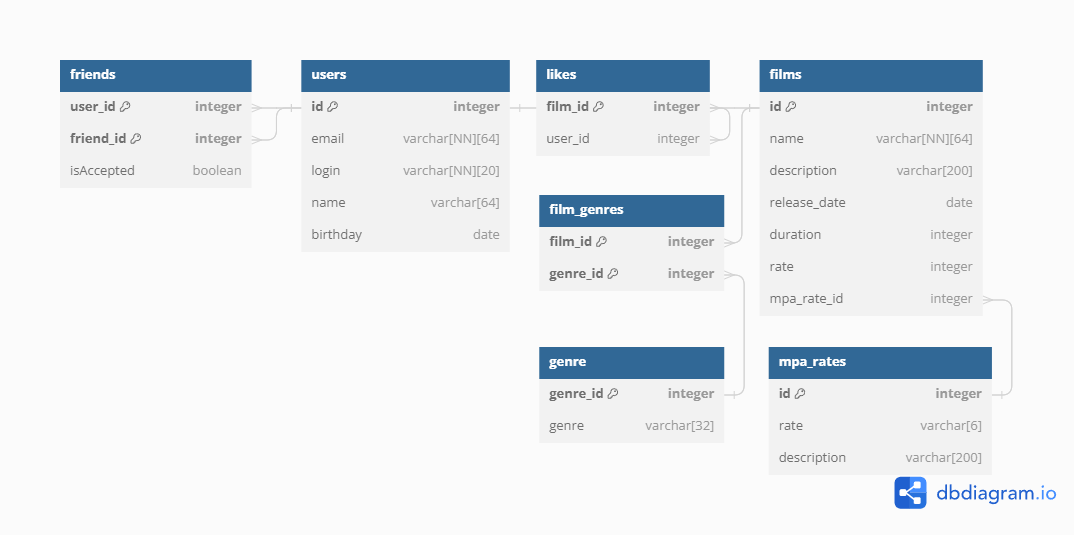 friends
user_id integer
friend_id integer
isAccepted boolean
users
id integer
email varchar[NN][64]
login varchar[NN][20]
name varchar[64]
birthday date
likes
film_id integer
user_id integer
films
id integer
name varchar[NN][64]
description varchar[200]
release_date date
duration integer
rate integer
mpa_rate_id integer
film_genres
film_id integer
genre_id integer
genre
genre_id integer
genre varchar[32]
mpa_rates
id integer
rate varchar[6]
description varchar[200]
dbdiagram.io